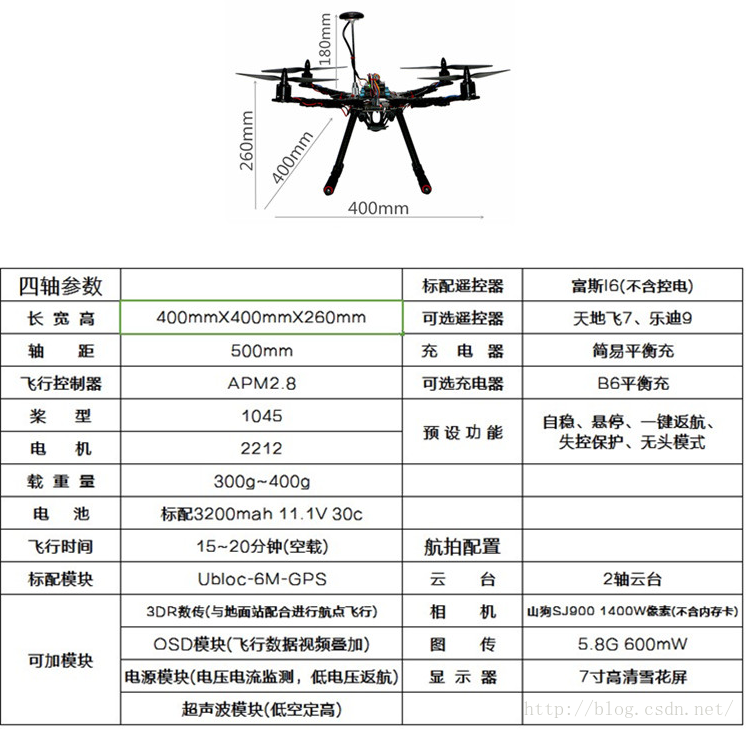 180mm
260mm
400mm
400mm
四轴参数
标配遥控器
富斯I6(不含控电)
长 宽 高
400mmX400mmX260mm
可选遥控器
天地飞7、乐迪9
轴 距
500mm
充 电 器
简易平衡充
飞行控制器
APM2.8
可选充电器
B6平衡充
桨 型
1045
预设功能
自稳、悬停、一键返航、
失控保护、无头模式
电 机
2212
载 重 量
300g~400g
电 池
标配3200mah 11.1V 30c
飞行时间
15~20分钟(空载)
航拍配置
标配模块
Ubloc-6M-GPS
云 台
2轴云台
可加模块
3DR数传(与地面站配合进行航点飞行)
相 机
山狗SJ900 1400W像素(不含内存卡)
OSD模块(飞行数据视频叠加)
图 传
5.8G 600mW
电源模块(电压电流监测，低电压返航)
显 示 器
7寸高清雪花屏
超声波模块(低空定高)
http://blog.csdn.net/